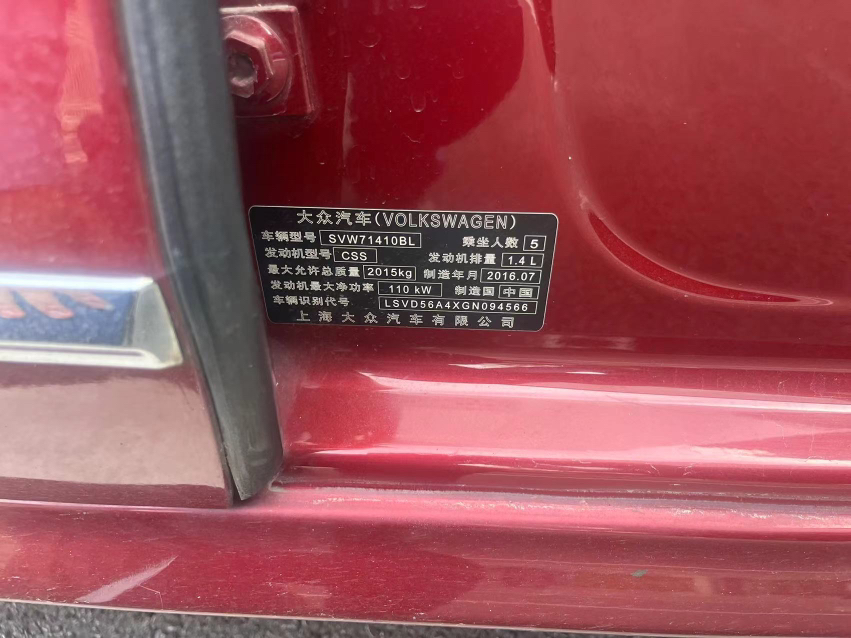 大众汽车(VOLKSWAGEN)
车辆型号 SVW71410BL 乘坐人数 5
发动机型号 CSS 发动机排量 1.4 L
最大允许总质量 2015kg 制造年月 2016.07
发动机最大净功率 110 kW 制造国 中国
车辆识别代号 LSVD56A4XGN094566
上海大众汽车有限公司